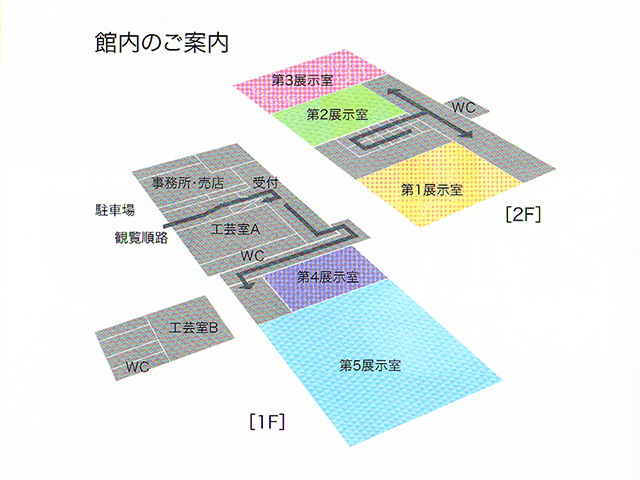 館内のご案内
第3展示室
第2展示室
WC
第1展示室
[2F]
事務所・売店
受付
駐車場
観覧順路
工芸室A
WC
第4展示室
工芸室B
WC
第5展示室
[1F]